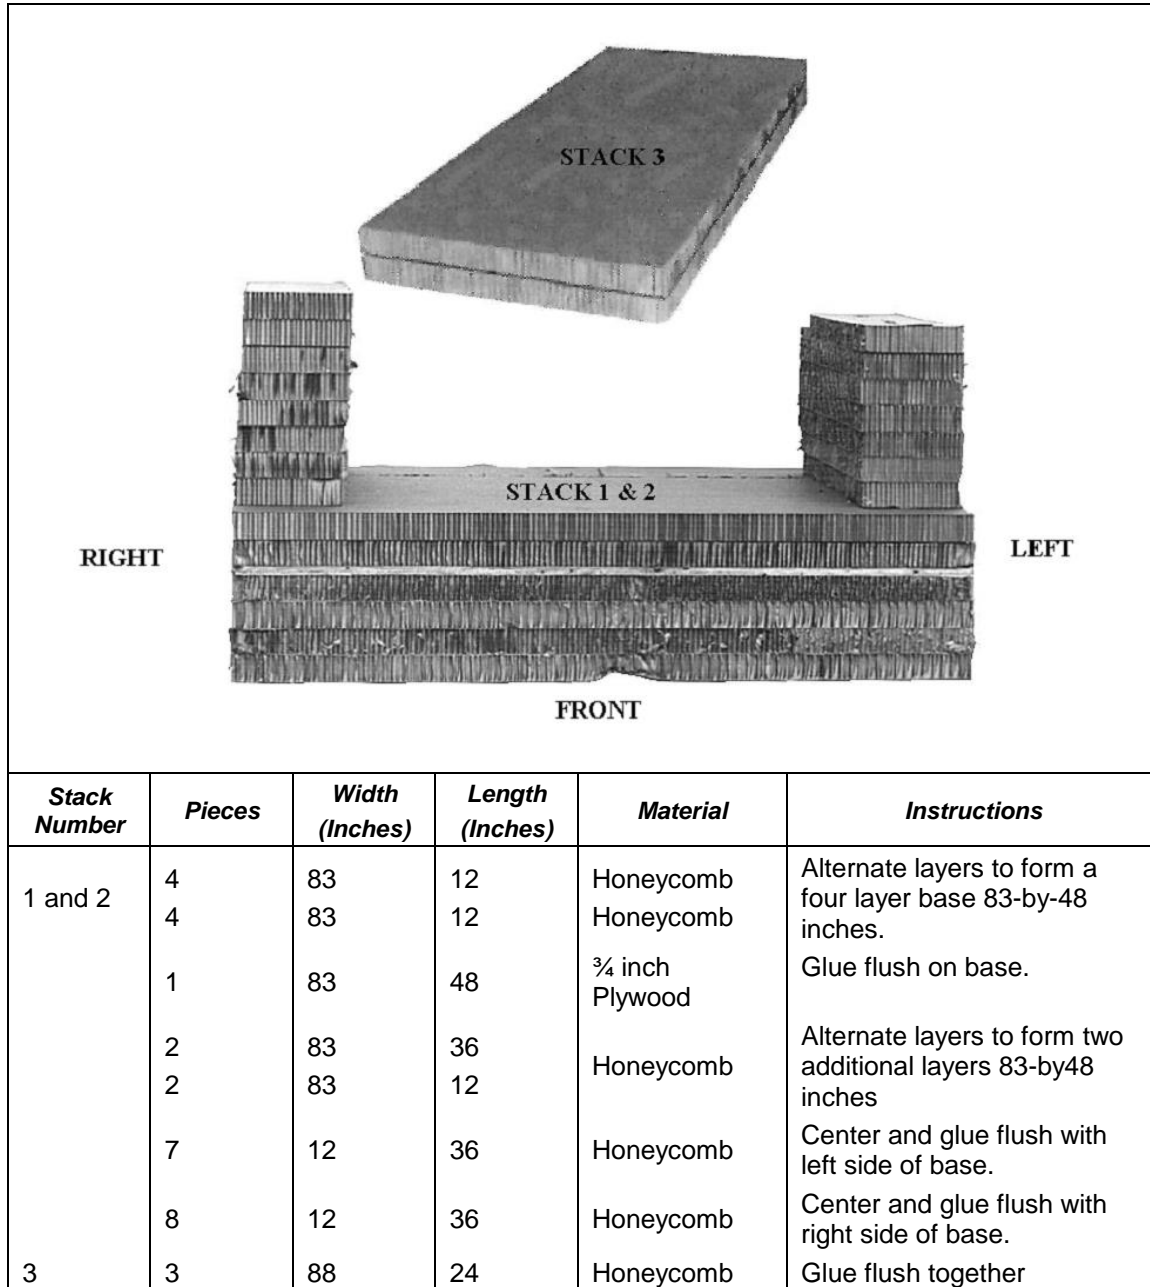 STACK 3
STACK 1 & 2
RIGHT
LEFT
FRONT
Stack Number | Pieces | Width (Inches) | Length (Inches) | Material | Instructions
1 and 2 | 4 | 83 | 12 | Honeycomb | Alternate layers to form a four layer base 83-by-48 inches.
4 | 83 | 12 | Honeycomb
1 | 83 | 48 | ¾ inch Plywood | Glue flush on base.
2 | 83 | 36 | Honeycomb | Alternate layers to form two additional layers 83-by48 inches
2 | 83 | 12
7 | 12 | 36 | Honeycomb | Center and glue flush with left side of base.
8 | 12 | 36 | Honeycomb | Center and glue flush with right side of base.
3 | 3 | 88 | 24 | Honeycomb | Glue flush together